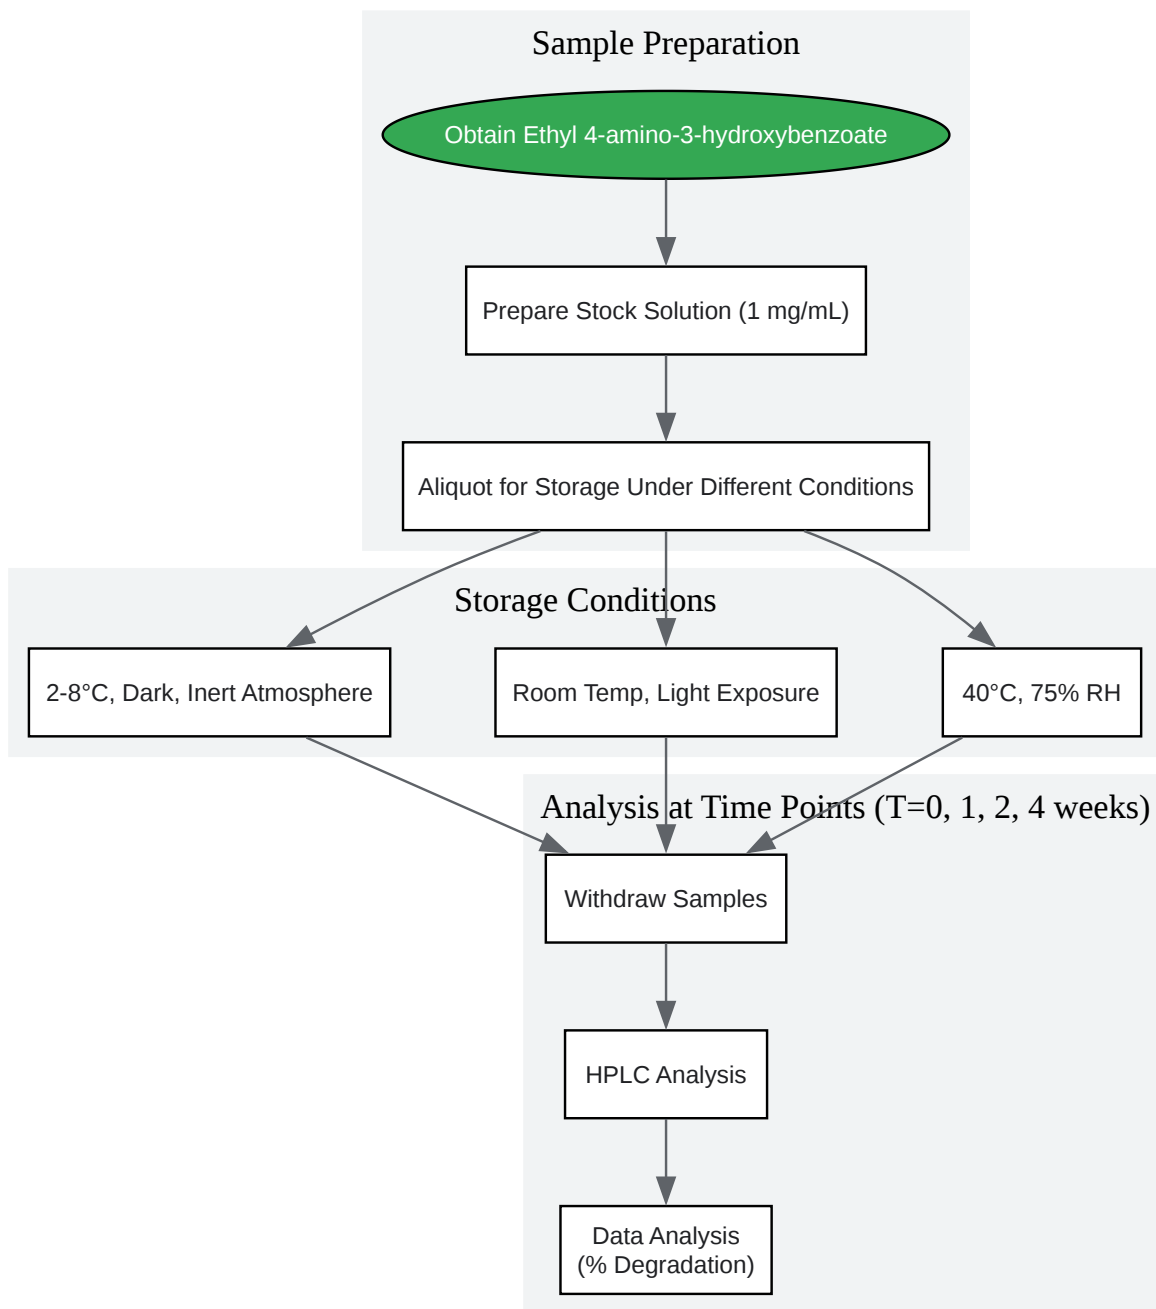 Sample Preparation
Obtain Ethyl 4-amino-3-hydroxybenzoate
Prepare Stock Solution (1 mg/mL)
Aliquot for Storage Under Different Conditions
Storage Conditions
2-8°C, Dark, Inert Atmosphere
Room Temp, Light Exposure
40°C, 75% RH
Analysis at Time Points (T=0, 1, 2, 4 weeks)
Withdraw Samples
HPLC Analysis
Data Analysis
(% Degradation)